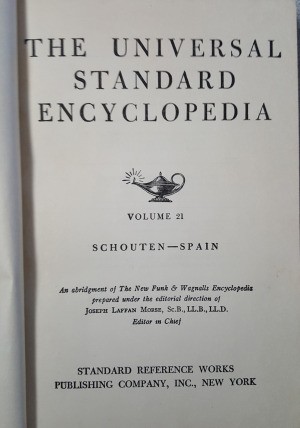 THE UNIVERSAL
STANDARD
ENCYCLOPEDIA
VOLUME 21
SCHOUTEN—SPAIN
An abridgment of The New Funk & Wagnalls Encyclopedia
prepared under the editorial direction of
JOSEPH LAFFAN MORSE, SC.B., LL.B., LL.D.
Editor in Chief
STANDARD REFERENCE WORKS
PUBLISHING COMPANY, INC., NEW YORK